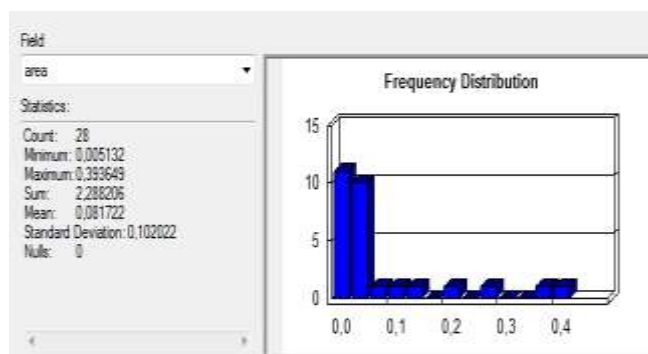 Field
area
Statistics:
Count: 28
Minimum: 0,005132
Maximum: 0,393649
Sum: 2,288206
Mean: 0,081722
Standard Deviation: 0,102022
Nulls: 0
Frequency Distribution
15
10
5
0
0,0 0,1 0,2 0,3 0,4